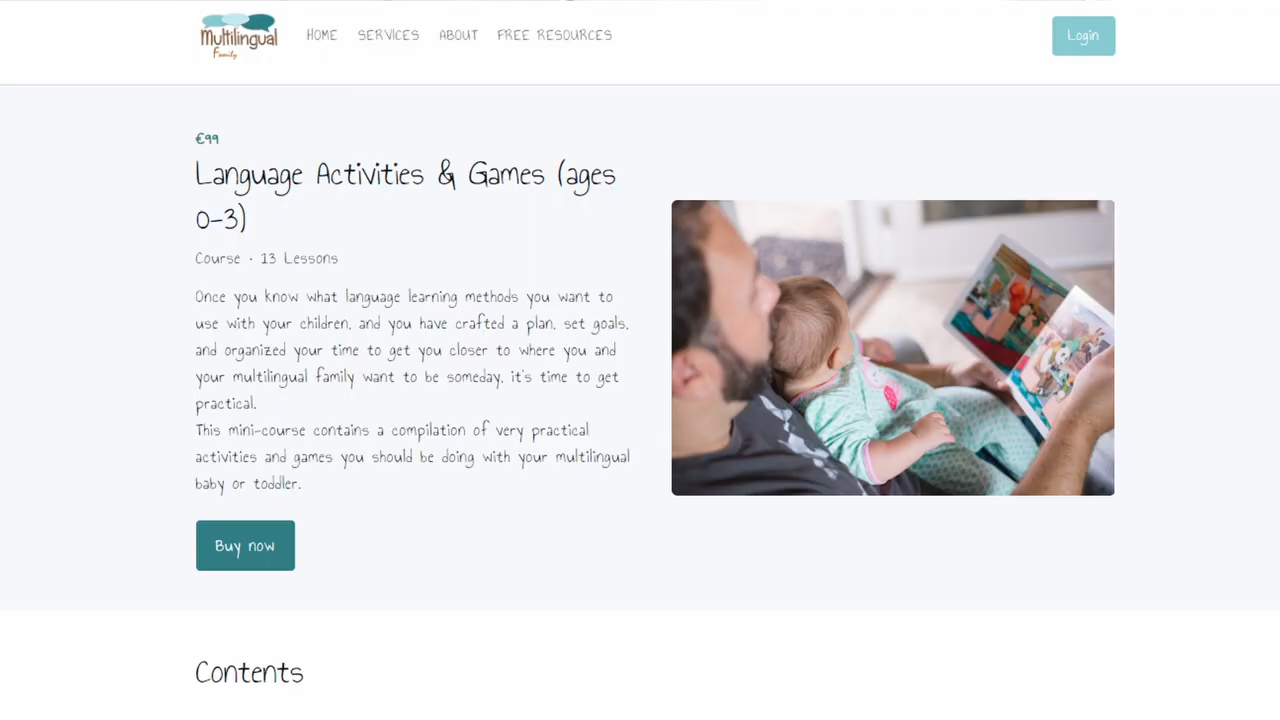 Multilingual
Family
HOME SERVICES ABOUT FREE RESOURCES
Login
€99
Language Activities & Games (ages
0-3)
Course · 13 Lessons
Once you know what language learning methods you want to
use with your children, and you have crafted a plan, set goals,
and organized your time to get you closer to where you and
your multilingual family want to be someday, it's time to get
practical.
This mini-course contains a compilation of very practical
activities and games you should be doing with your multilingual
baby or toddler.
Buy now
Contents